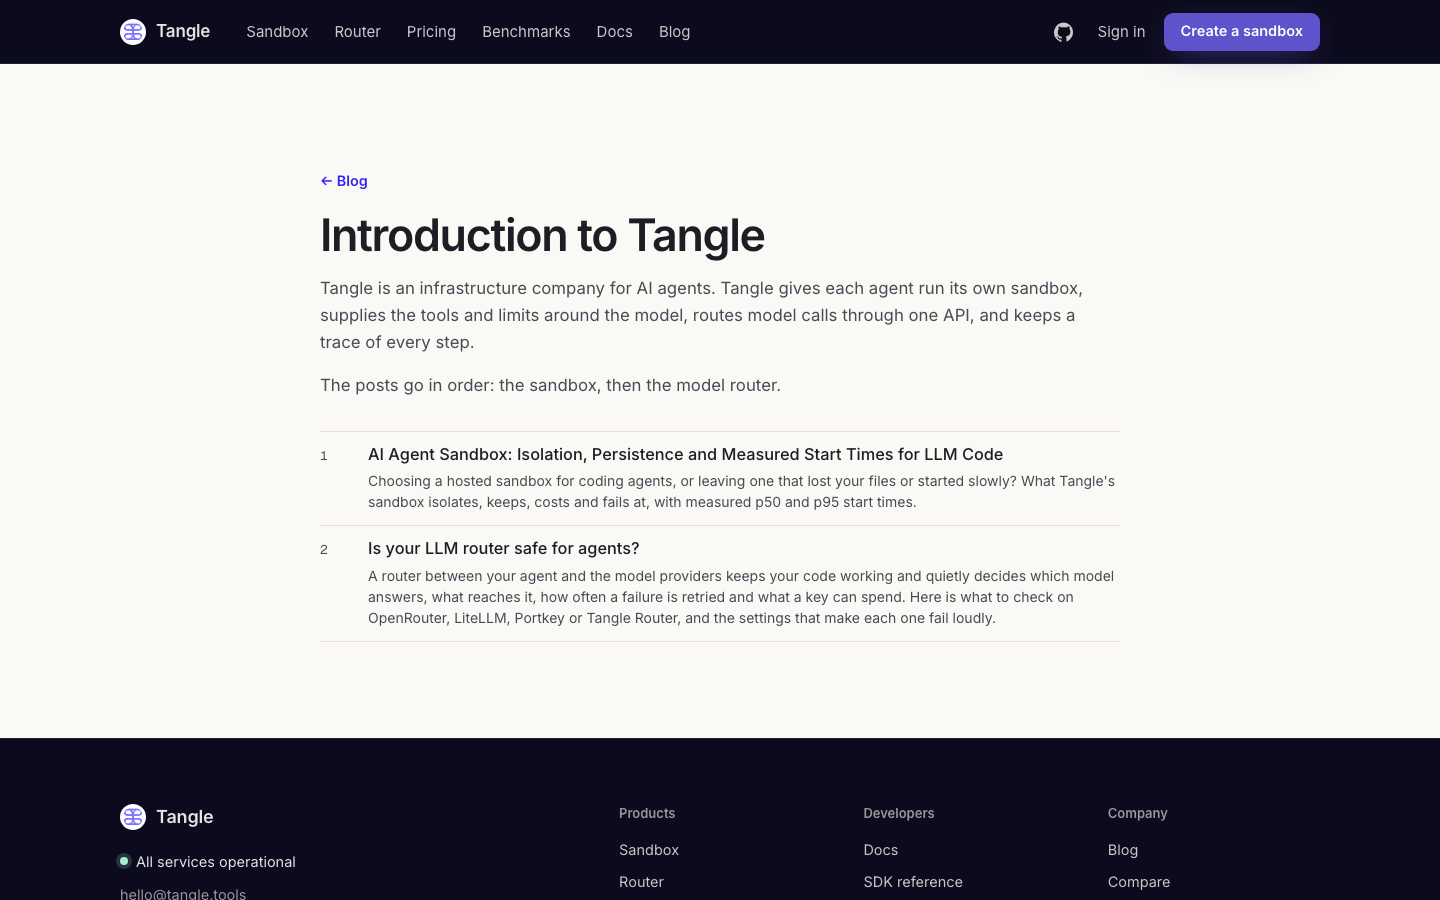 Tangle
Sandbox
Router
Pricing
Benchmarks
Docs
Blog
Sign in
Create a sandbox
← Blog
Introduction to Tangle
Tangle is an infrastructure company for AI agents. Tangle gives each agent run its own sandbox,
supplies the tools and limits around the model, routes model calls through one API, and keeps a
trace of every step.
The posts go in order: the sandbox, then the model router.
1
AI Agent Sandbox: Isolation, Persistence and Measured Start Times for LLM Code
Choosing a hosted sandbox for coding agents, or leaving one that lost your files or started slowly? What Tangle's
sandbox isolates, keeps, costs and fails at, with measured p50 and p95 start times.
2
Is your LLM router safe for agents?
A router between your agent and the model providers keeps your code working and quietly decides which model
answers, what reaches it, how often a failure is retried and what a key can spend. Here is what to check on
OpenRouter, LiteLLM, Portkey or Tangle Router, and the settings that make each one fail loudly.
Tangle
All services operational
hello@tangle.tools
Products
Sandbox
Router
Developers
Docs
SDK reference
Company
Blog
Compare